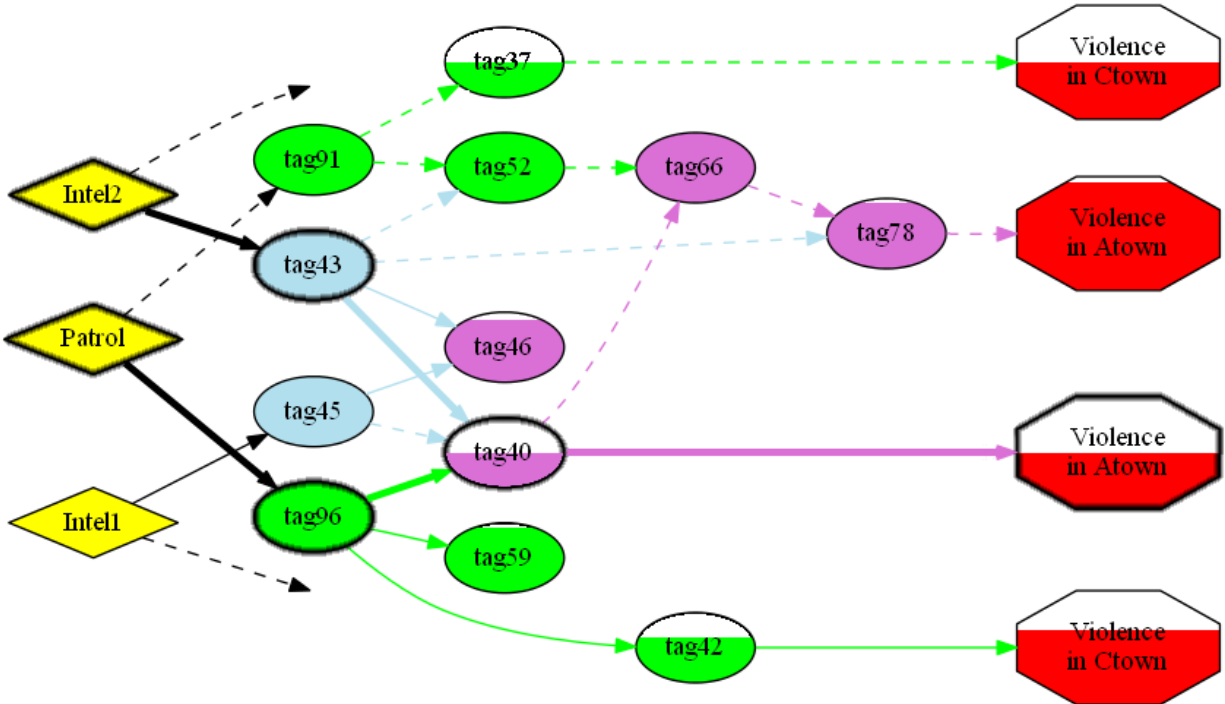 tag37
Violence
in Ctown
tag91
tag52
tag66
Intel2
tag78
Violence
in Atown
tag43
Patrol
tag46
tag45
tag40
Violence
in Atown
tag96
Intel1
tag59
tag42
Violence
in Ctown